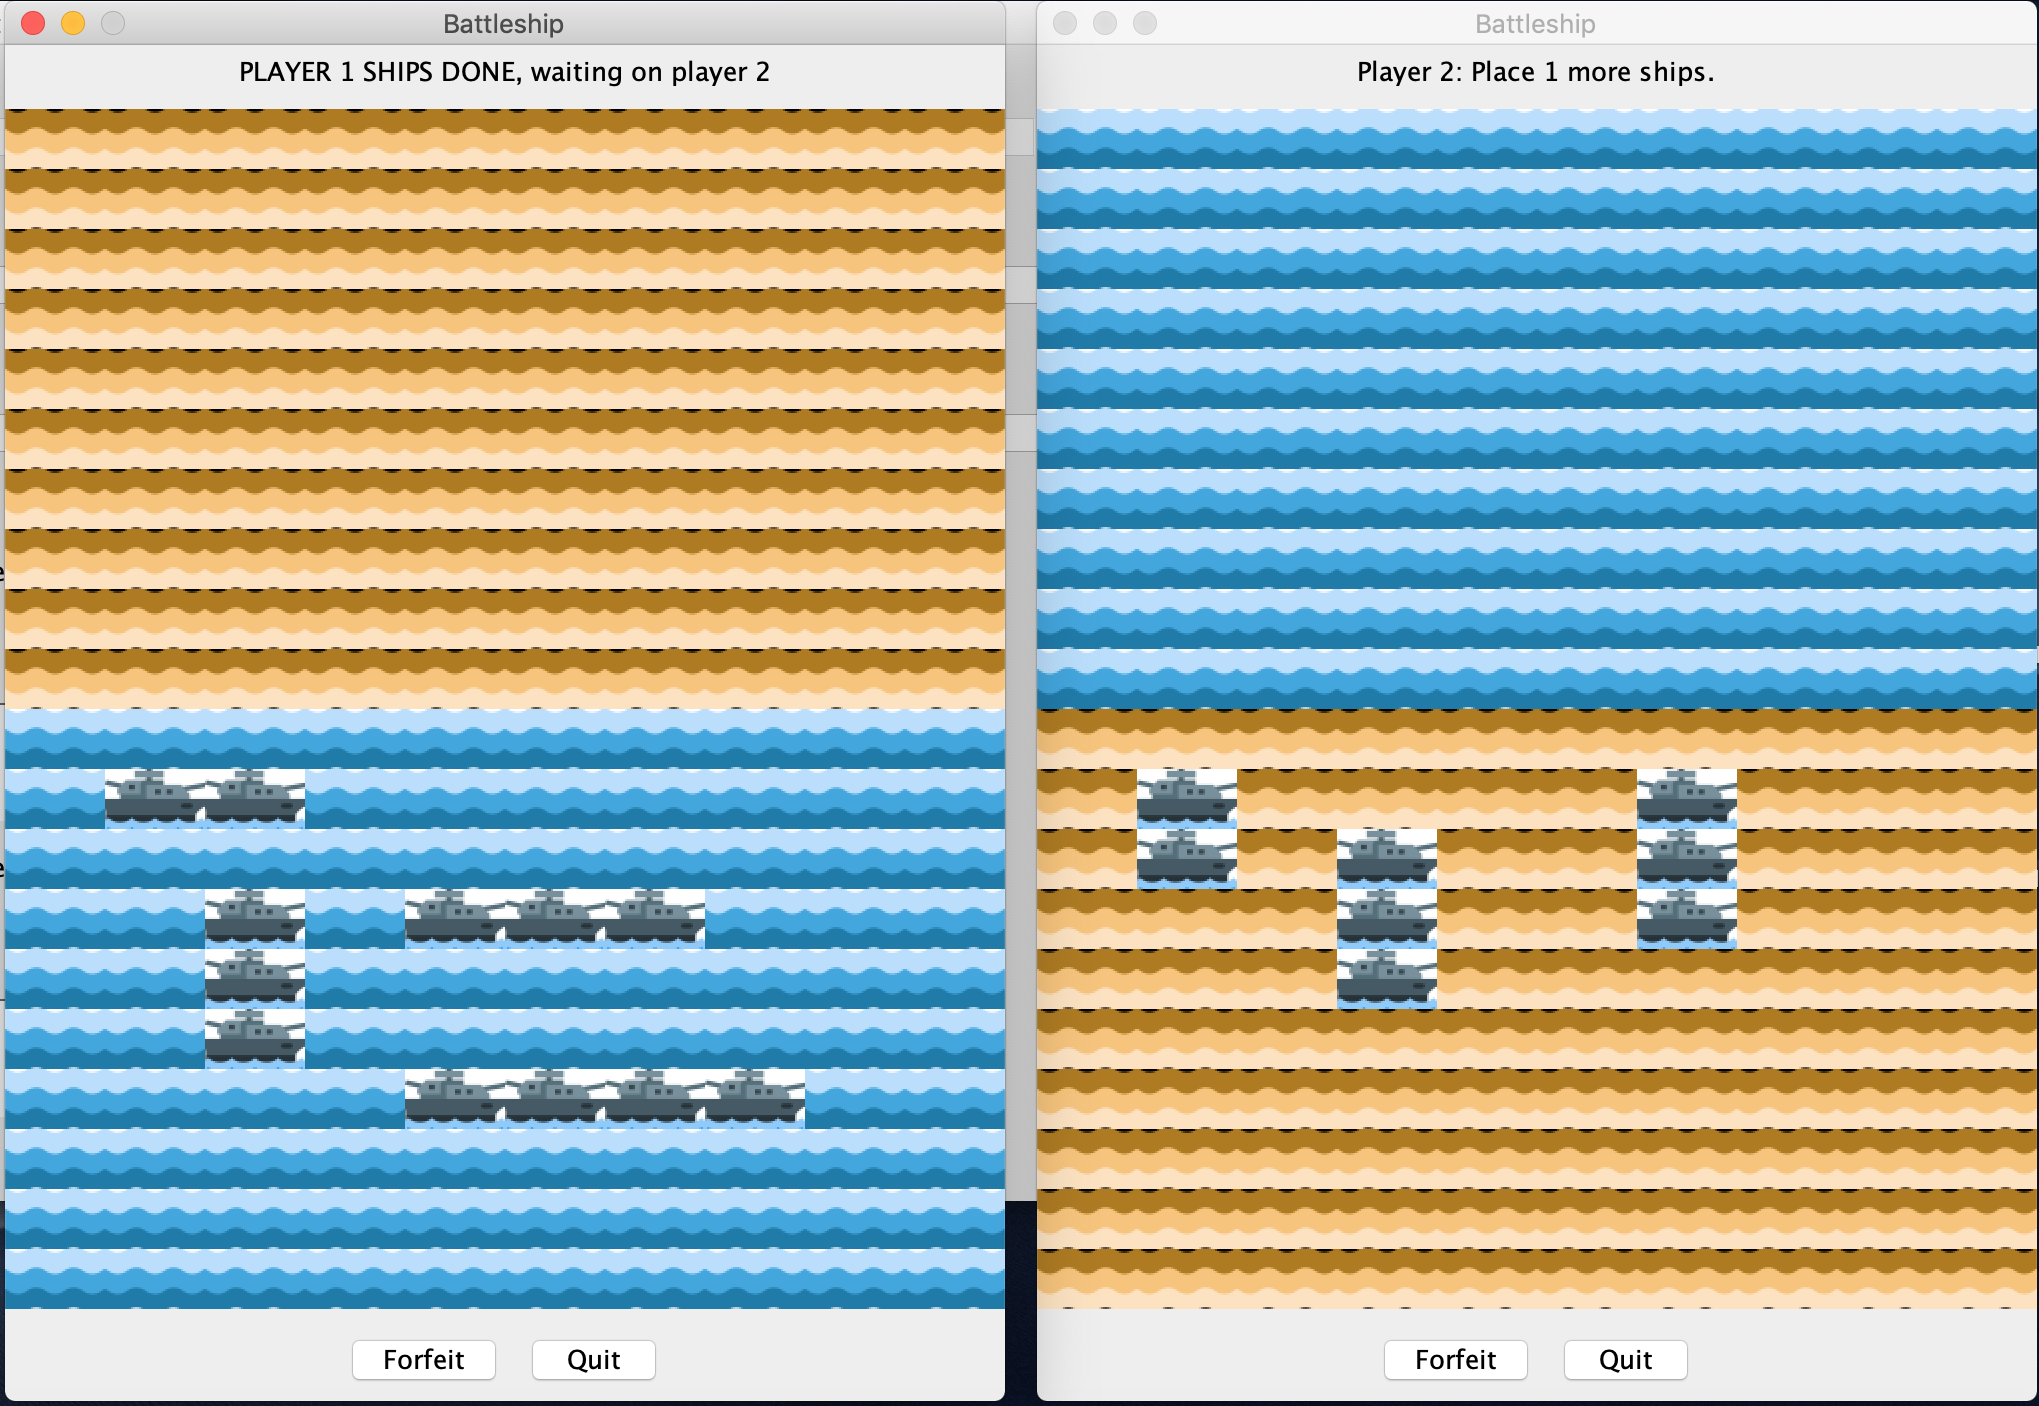 Battleship
PLAYER 1 SHIPS DONE, waiting on player 2
Forfeit
Quit
Battleship
Player 2: Place 1 more ships.
Forfeit
Quit